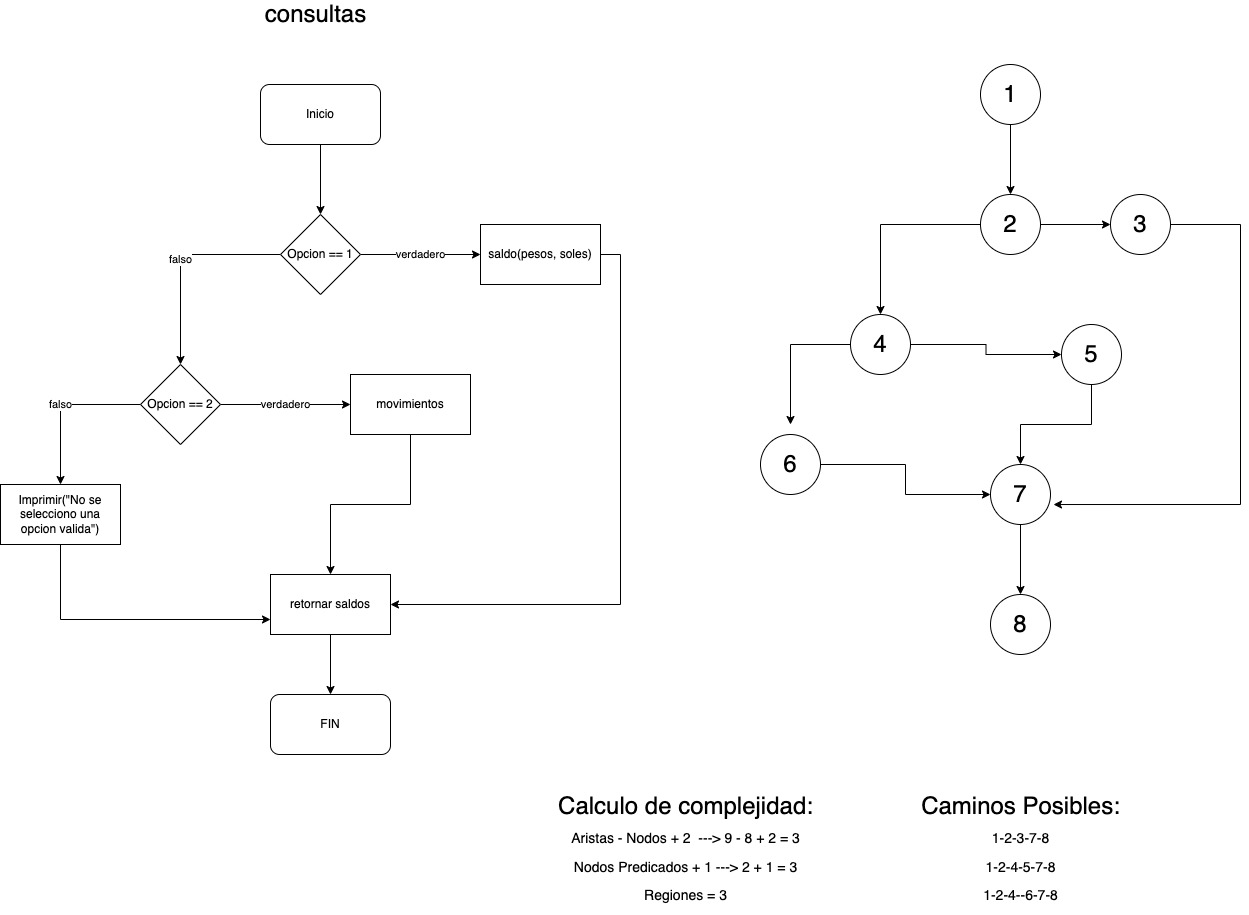 consultas
Inicio
Opcion == 1
falso
verdadero
saldo(pesos, soles)
Opcion == 2
falso
verdadero
movimientos
Imprimir("No se
selecciono una
opcion valida")
retornar saldos
FIN
1
2
3
4
5
6
7
8
Calculo de complejidad:
Aristas - Nodos + 2 ---> 9 - 8 + 2 = 3
Nodos Predicados + 1 ---> 2 + 1 = 3
Regiones = 3
Caminos Posibles:
1-2-3-7-8
1-2-4-5-7-8
1-2-4--6-7-8